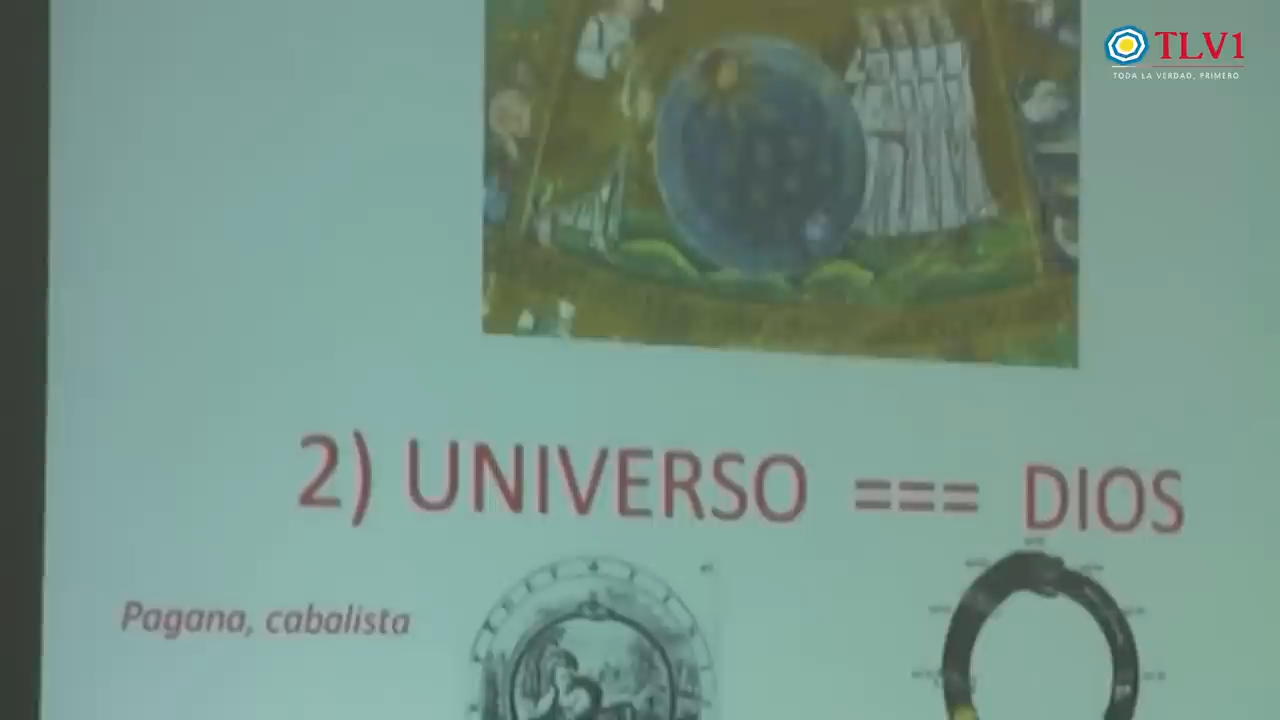 TLV1
TODA LA VERDAD, PRIMERO
2) UNIVERSO === DIOS
Pagana, cabalista